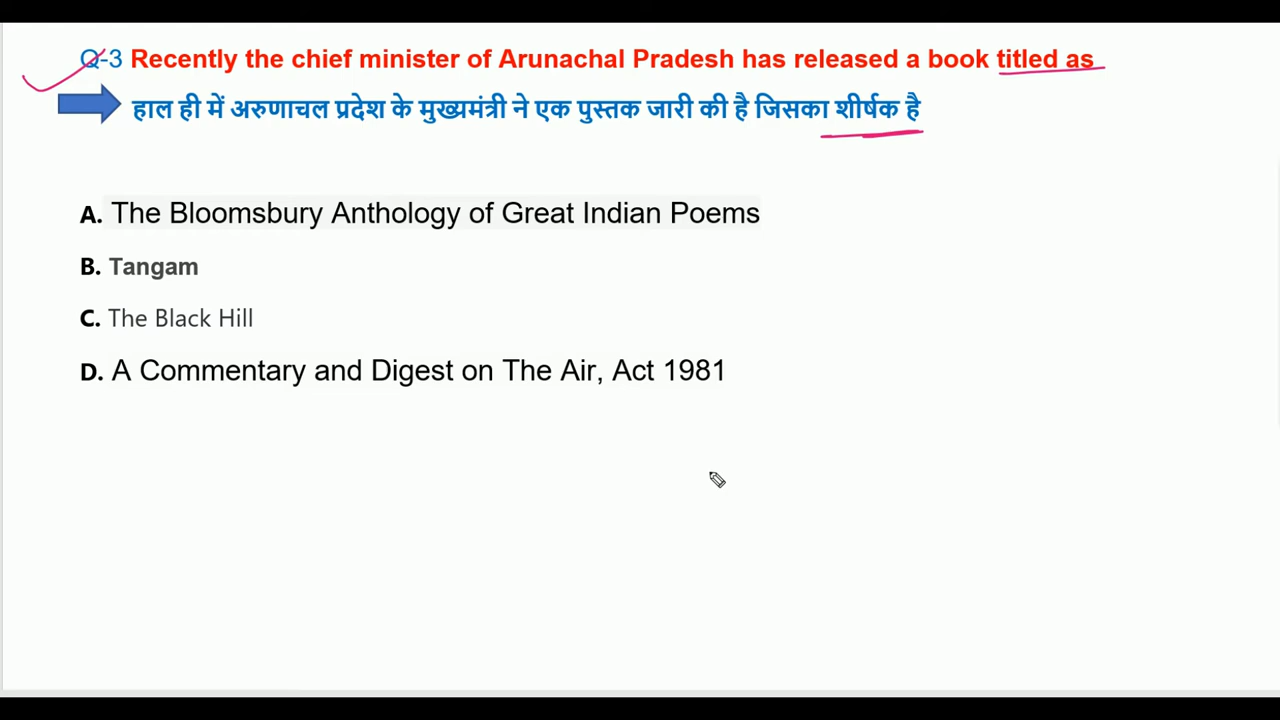 Q-3 Recently the chief minister of Arunachal Pradesh has released a book titled as
हाल ही में अरुणाचल प्रदेश के मुख्यमंत्री ने एक पुस्तक जारी की है जिसका शीर्षक है
A. The Bloomsbury Anthology of Great Indian Poems
B. Tangam
C. The Black Hill
D. A Commentary and Digest on The Air, Act 1981